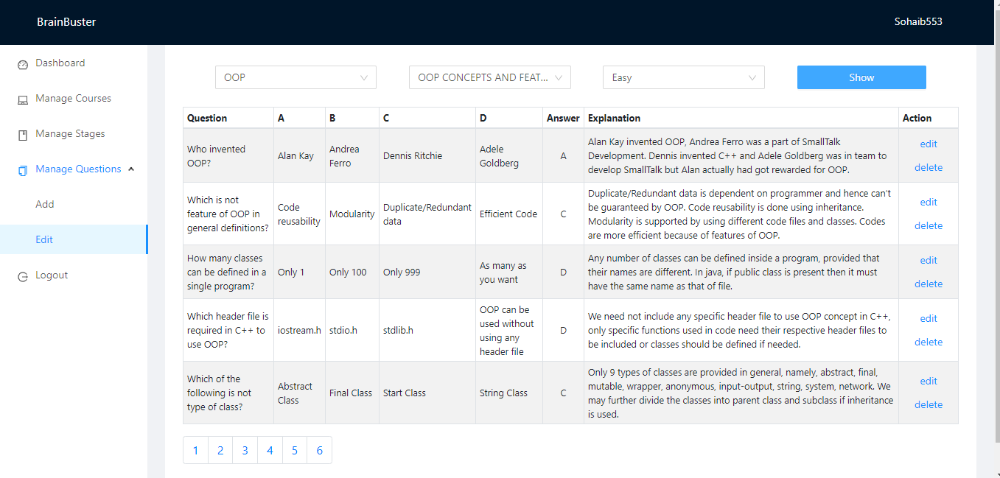 BrainBuster
Sohaib553
Dashboard
Manage Courses
Manage Stages
Manage Questions
Add
Edit
Logout
OOP
OOP CONCEPTS AND FEAT...
Easy
Show
Question A B C D Answer Explanation Action
Who invented
OOP?
Alan Kay
Andrea
Ferro
Dennis Ritchie
Adele
Goldberg
A
Alan Kay invented OOP, Andrea Ferro was a part of SmallTalk
Development. Dennis invented C++ and Adele Goldberg was in team to
develop SmallTalk but Alan actually had got rewarded for OOP.
edit
delete
Which is not
feature of OOP in
general definitions?
Code
reusability
Modularity
Duplicate/Redundant
data
Efficient Code
C
Duplicate/Redundant data is dependent on programmer and hence can’t
be guaranteed by OOP. Code reusability is done using inheritance.
Modularity is supported by using different code files and classes. Codes
are more efficient because of features of OOP.
edit
delete
How many classes
can be defined in a
single program?
Only 1
Only 100
Only 999
As many as
you want
D
Any number of classes can be defined inside a program, provided that
their names are different. In java, if public class is present then it must
have the same name as that of file.
edit
delete
Which header file is
required in C++ to
use OOP?
iostream.h
stdio.h
stdlib.h
OOP can be
used without
using any
header file
D
We need not include any specific header file to use OOP concept in C++,
only specific functions used in code need their respective header files to
be included or classes should be defined if needed.
edit
delete
Which of the
following is not
type of class?
Abstract
Class
Final Class
Start Class
String Class
C
Only 9 types of classes are provided in general, namely, abstract, final,
mutable, wrapper, anonymous, input-output, string, system, network. We
may further divide the classes into parent class and subclass if inheritance
is used.
edit
delete
1 2 3 4 5 6